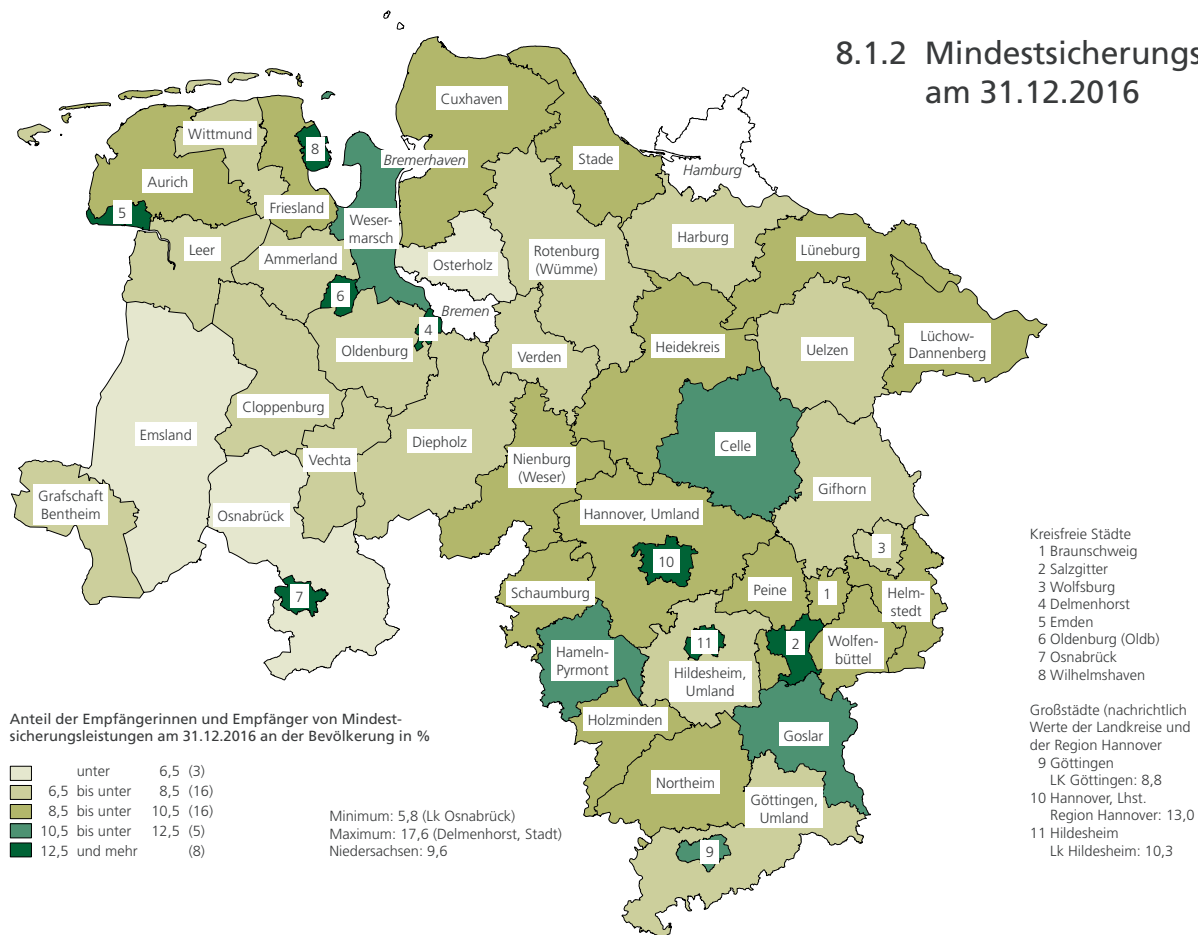 8.1.2 Mindestsicherungs
am 31.12.2016
Cuxhaven
Wittmund
8
Bremerhaven
Stade
Hamburg
Aurich
5
Friesland
Weser-
marsch
Leer
Ammerland
Osterholz
Rotenburg
(Wümme)
Harburg
Lüneburg
6
Bremen
4
Oldenburg
Verden
Heidekreis
Uelzen
Lüchow-
Dannenberg
Cloppenburg
Emsland
Diepholz
Celle
Vechta
Nienburg
(Weser)
Gifhorn
Grafschaft
Bentheim
Osnabrück
Hannover, Umland
3
10
7
Schaumburg
Peine
1
Helm-
stedt
11
2
Wolfen-
büttel
Hameln-
Pyrmont
Hildesheim,
Umland
Holzminden
Goslar
Northeim
Göttingen,
Umland
9
Kreisfreie Städte
1 Braunschweig
2 Salzgitter
3 Wolfsburg
4 Delmenhorst
5 Emden
6 Oldenburg (Oldb)
7 Osnabrück
8 Wilhelmshaven
Großstädte (nachrichtlich
Werte der Landkreise und
der Region Hannover
9 Göttingen
LK Göttingen: 8,8
10 Hannover, Lhst.
Region Hannover: 13,0
11 Hildesheim
Lk Hildesheim: 10,3
Anteil der Empfängerinnen und Empfänger von Mindest-
sicherungsleistungen am 31.12.2016 an der Bevölkerung in %
unter 6,5 (3)
6,5 bis unter 8,5 (16)
8,5 bis unter 10,5 (16)
10,5 bis unter 12,5 (5)
12,5 und mehr (8)
Minimum: 5,8 (Lk Osnabrück)
Maximum: 17,6 (Delmenhorst, Stadt)
Niedersachsen: 9,6